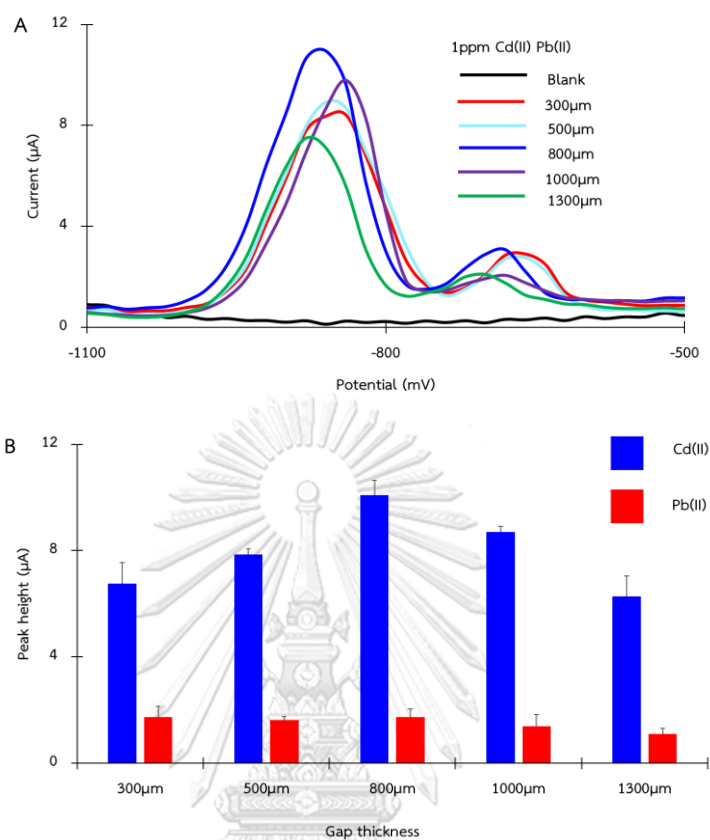 A
12
8
4
0
Current (µA)
1ppm Cd(II) Pb(II)
Blank
300µm
500µm
800µm
1000µm
1300µm
-1100
-800
-500
Potential (mV)
B
12
8
4
0
Peak height (µA)
Cd(II)
Pb(II)
300µm
500µm
800µm
1000µm
1300µm
Gap thickness